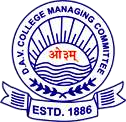 D.A.V. COLLEGE MANAGING COMMITTEE
ओ३म्
ESTD. 1886